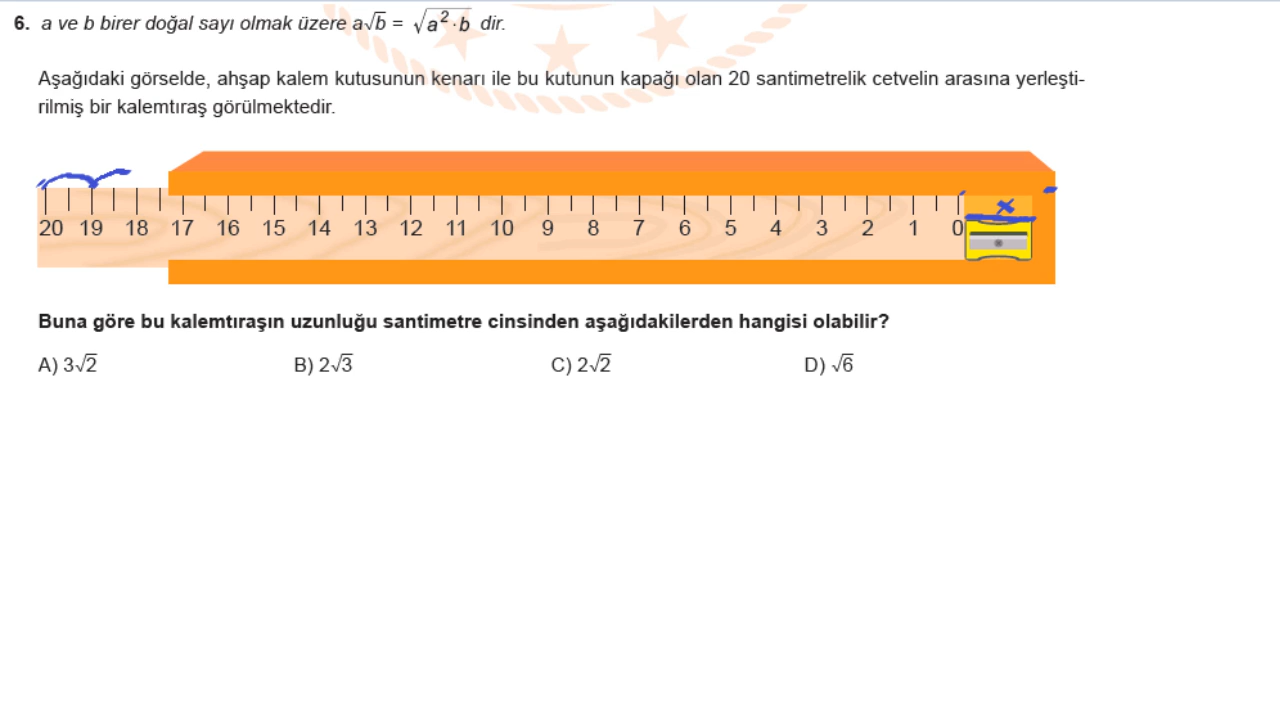 6. a ve b birer doğal sayı olmak üzere a√b = √a²·b dir.
Aşağıdaki görselde, ahşap kalem kutusunun kenarı ile bu kutunun kapağı olan 20 santimetrelik cetvelin arasına yerleşti-
rilmiş bir kalemtıraş görülmektedir.
x
20 19 18 17 16 15 14 13 12 11 10 9 8 7 6 5 4 3 2 1 0
Buna göre bu kalemtıraşın uzunluğu santimetre cinsinden aşağıdakilerden hangisi olabilir?
A) 3√2 B) 2√3 C) 2√2 D) √6